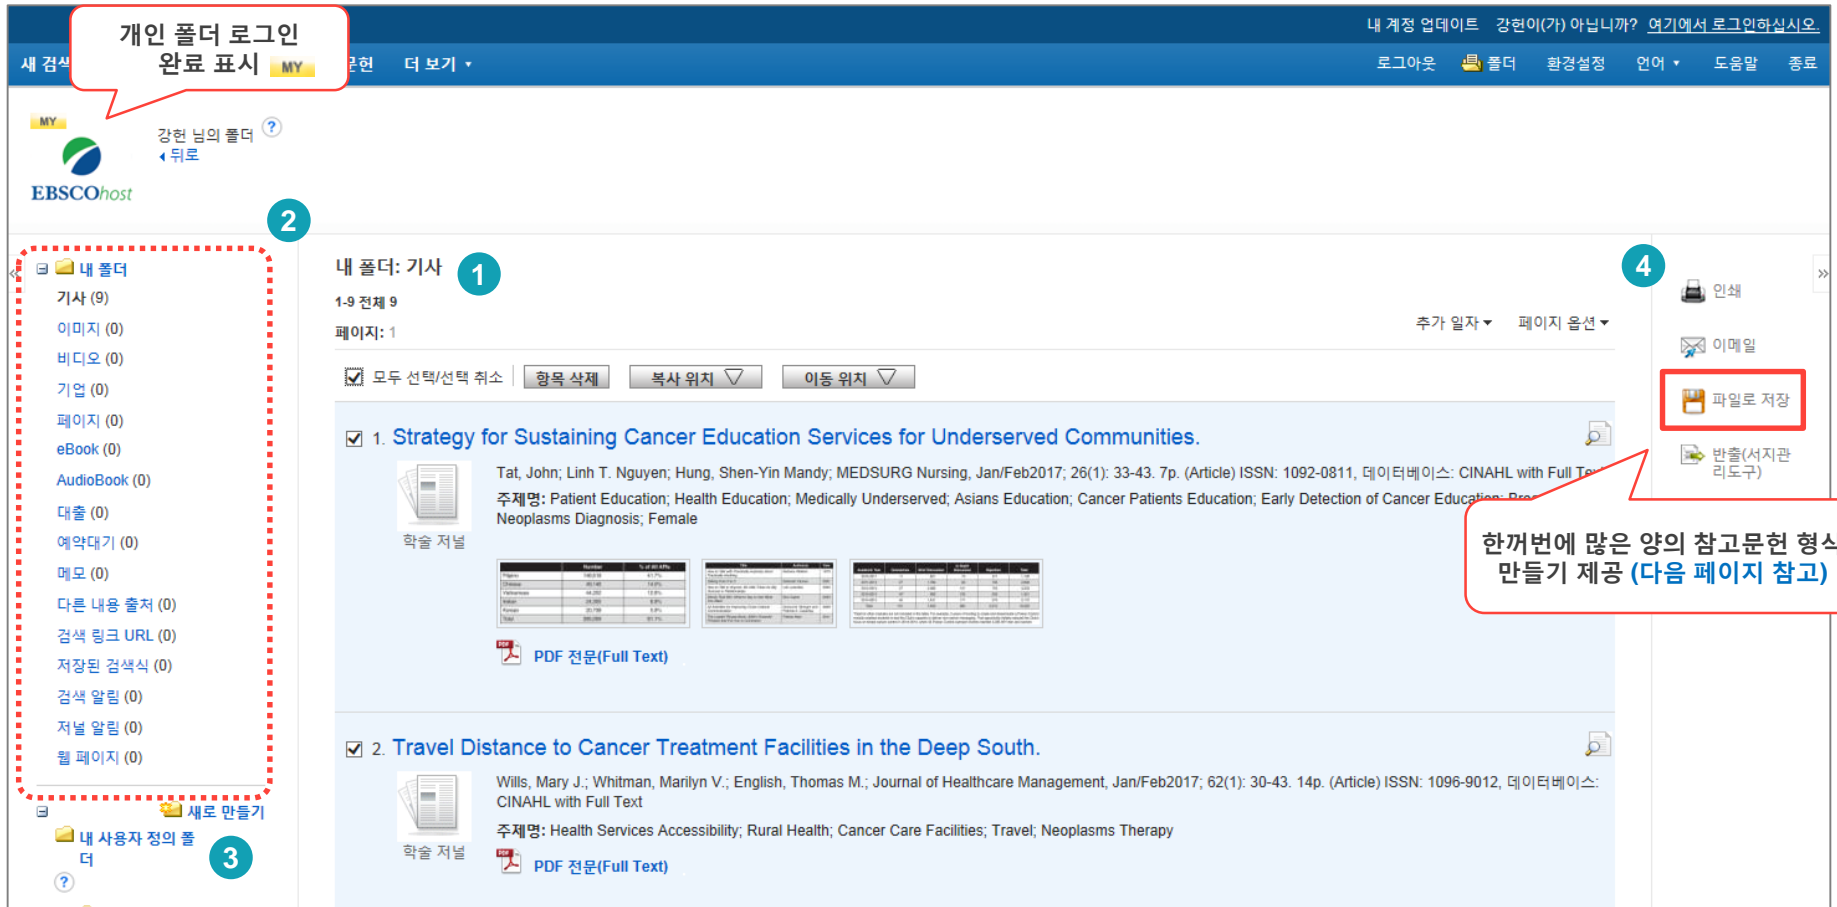 내 계정 업데이트 강헌이(가) 아닙니까? 여기에서 로그인하십시오.
개인 폴더 로그인
완료 표시 MY
새 검색 문헌 더 보기 ▾
로그아웃 폴더 환경설정 언어 ▾ 도움말 종료
MY
강헌 님의 폴더 ?
뒤로
EBSCOhost
2
내 폴더
기사 (9)
이미지 (0)
비디오 (0)
기업 (0)
페이지 (0)
eBook (0)
AudioBook (0)
대출 (0)
예약대기 (0)
메모 (0)
다른 내용 출처 (0)
검색 링크 URL (0)
저장된 검색식 (0)
검색 알림 (0)
저널 알림 (0)
웹 페이지 (0)
새로 만들기
내 사용자 정의 폴
더
3
?
내 폴더: 기사
1
1-9 전체 9
페이지: 1
추가 일자 ▾ 페이지 옵션 ▾
모두 선택/선택 취소 항목 삭제 복사 위치 ▽ 이동 위치 ▽
1. Strategy for Sustaining Cancer Education Services for Underserved Communities.
Tat, John; Linh T. Nguyen; Hung, Shen-Yin Mandy; MEDSURG Nursing, Jan/Feb2017; 26(1): 33-43. 7p. (Article) ISSN: 1092-0811, 데이터베이스: CINAHL with Full Text
주제명: Patient Education; Health Education; Medically Underserved; Asians Education; Cancer Patients Education; Early Detection of Cancer Education;
Neoplasms Diagnosis; Female
학술 저널
PDF 전문(Full Text)
2. Travel Distance to Cancer Treatment Facilities in the Deep South.
Wills, Mary J.; Whitman, Marilyn V.; English, Thomas M.; Journal of Healthcare Management, Jan/Feb2017; 62(1): 30-43. 14p. (Article) ISSN: 1096-9012, 데이터베이스:
CINAHL with Full Text
주제명: Health Services Accessibility; Rural Health; Cancer Care Facilities; Travel; Neoplasms Therapy
학술 저널
PDF 전문(Full Text)
4
인쇄
이메일
파일로 저장
반출(서지관
리도구)
한꺼번에 많은 양의 참고문헌 형식
만들기 제공 (다음 페이지 참고)